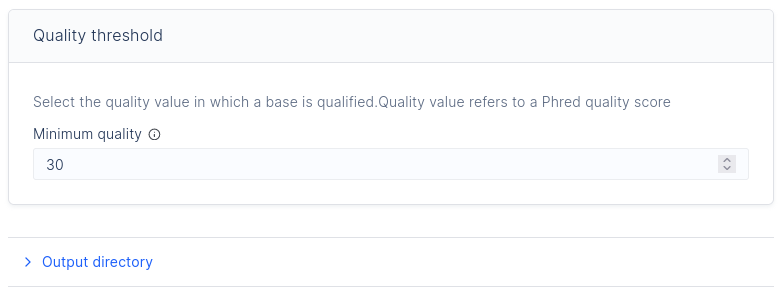 Quality threshold
Select the quality value in which a base is qualified.Quality value refers to a Phred quality score
Minimum quality
30
Output directory